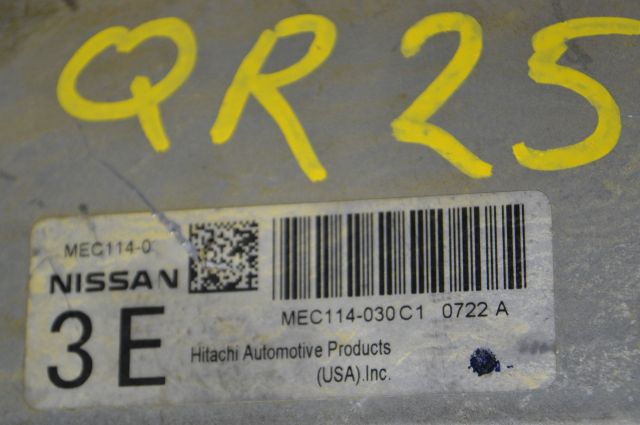 QR25
MEC114-0
NISSAN
3E
MEC114-030 C1 0722 A
Hitachi Automotive Products
(USA).Inc.